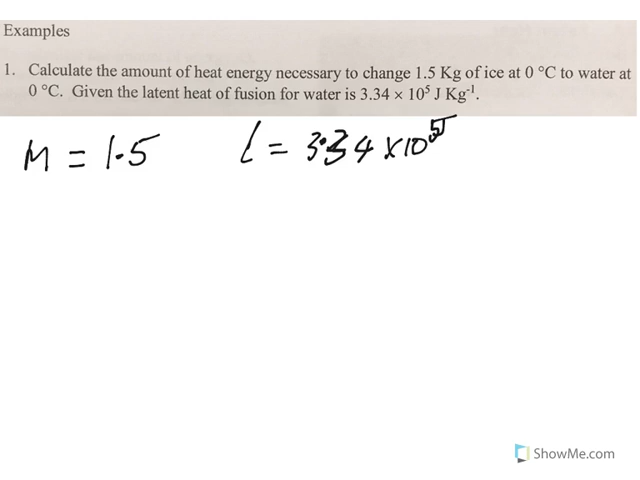 Examples
1. Calculate the amount of heat energy necessary to change 1.5 Kg of ice at 0 °C to water at
0 °C. Given the latent heat of fusion for water is 3.34 × 10⁵ J Kg⁻¹.
M = 1.5 l = 3.34 × 10⁵
ShowMe.com